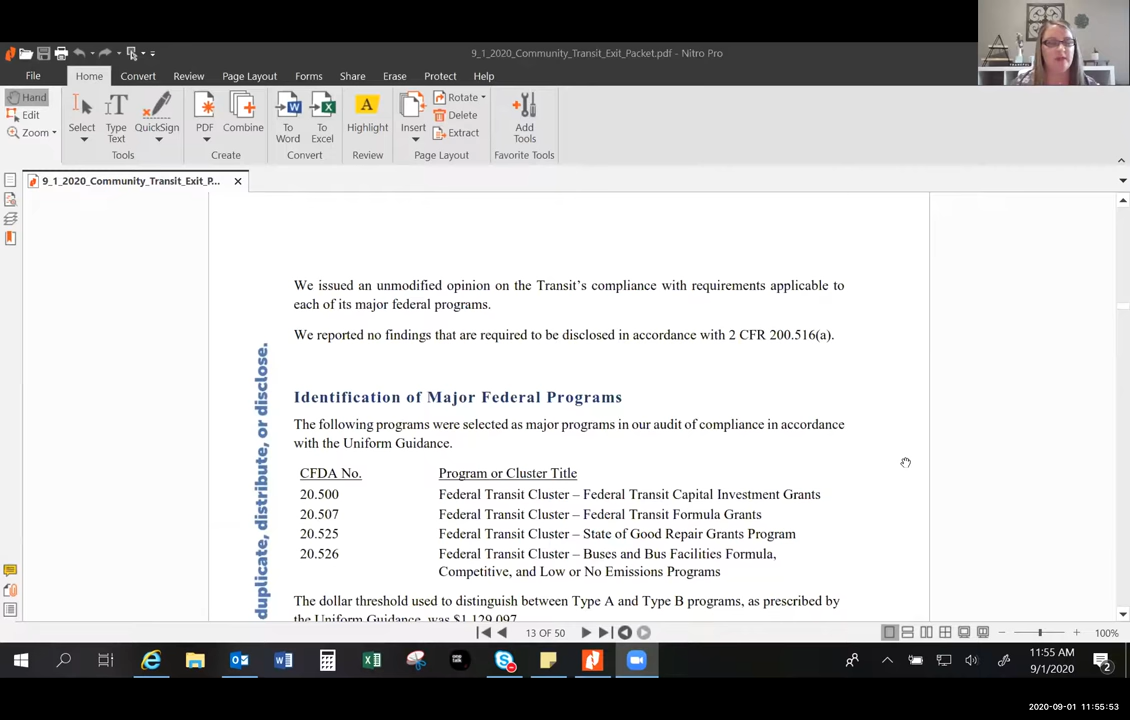 9_1_2020_Community_Transit_Exit_Packet.pdf - Nitro Pro
File Home Convert Review Page Layout Forms Share Erase Protect Help
Hand
Edit
Zoom
Select
Type Text
QuickSign
Tools
PDF
Combine
Create
To Word
To Excel
Convert
Highlight
Review
Insert
Rotate
Delete
Extract
Page Layout
Add Tools
Favorite Tools
9_1_2020_Community_Transit_Exit_P...
We issued an unmodified opinion on the Transit’s compliance with requirements applicable to
each of its major federal programs.
We reported no findings that are required to be disclosed in accordance with 2 CFR 200.516(a).
duplicate, distribute, or disclose.
Identification of Major Federal Programs
The following programs were selected as major programs in our audit of compliance in accordance
with the Uniform Guidance.
CFDA No. Program or Cluster Title
20.500 Federal Transit Cluster – Federal Transit Capital Investment Grants
20.507 Federal Transit Cluster – Federal Transit Formula Grants
20.525 Federal Transit Cluster – State of Good Repair Grants Program
20.526 Federal Transit Cluster – Buses and Bus Facilities Formula,
Competitive, and Low or No Emissions Programs
The dollar threshold used to distinguish between Type A and Type B programs, as prescribed by
the Uniform Guidance, was $1,129,097.
13 OF 50
100%
11:55 AM
9/1/2020
2
2020-09-01 11:55:53